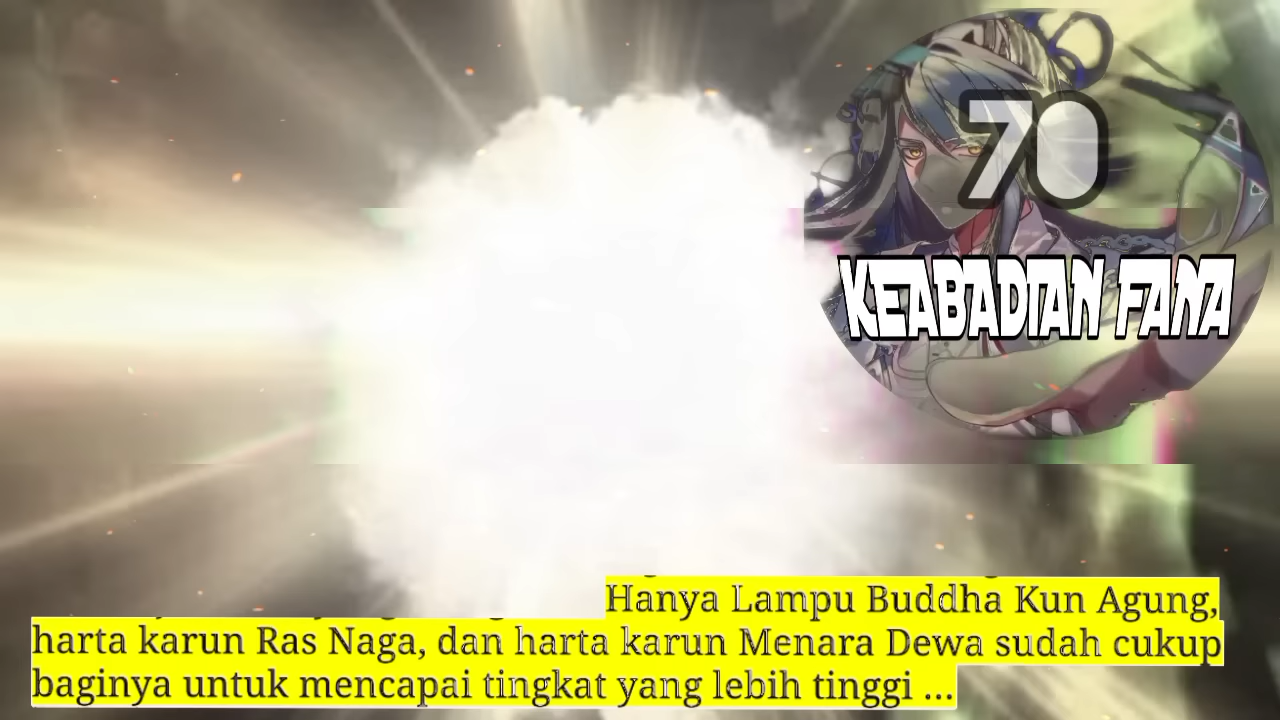 70
KEABADIAN FANA
Hanya Lampu Buddha Kun Agung,
harta karun Ras Naga, dan harta karun Menara Dewa sudah cukup
baginya untuk mencapai tingkat yang lebih tinggi ...